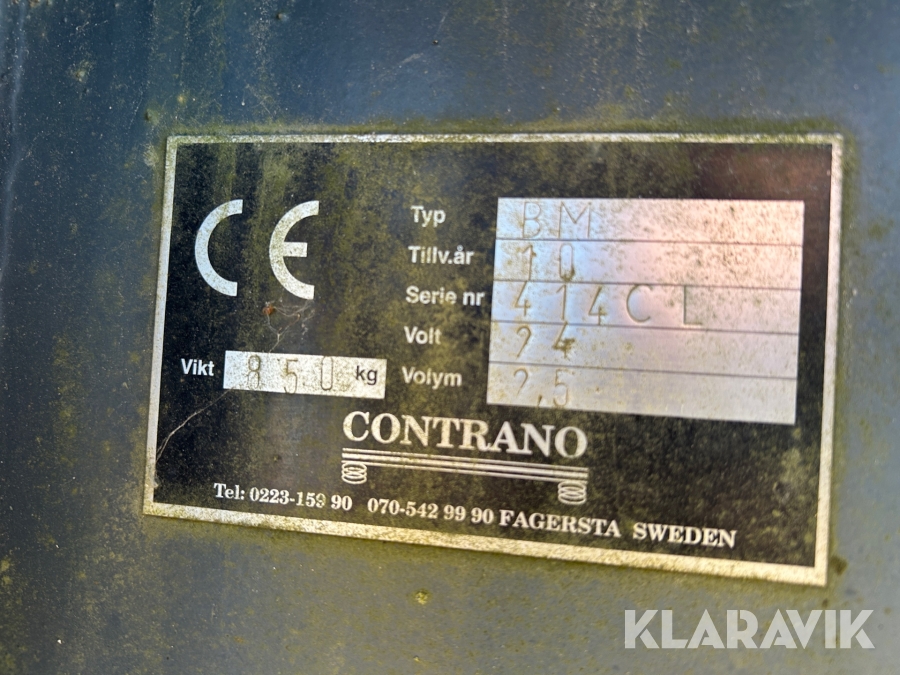 CE
Typ BM
Tillv.år 10
Serie nr 414CL
Volt 24
Vikt 850 kg
Volym 2,5
CONTRANO
Tel: 0223-159 90 070-542 99 90 FAGERSTA SWEDEN
KLARAVIK